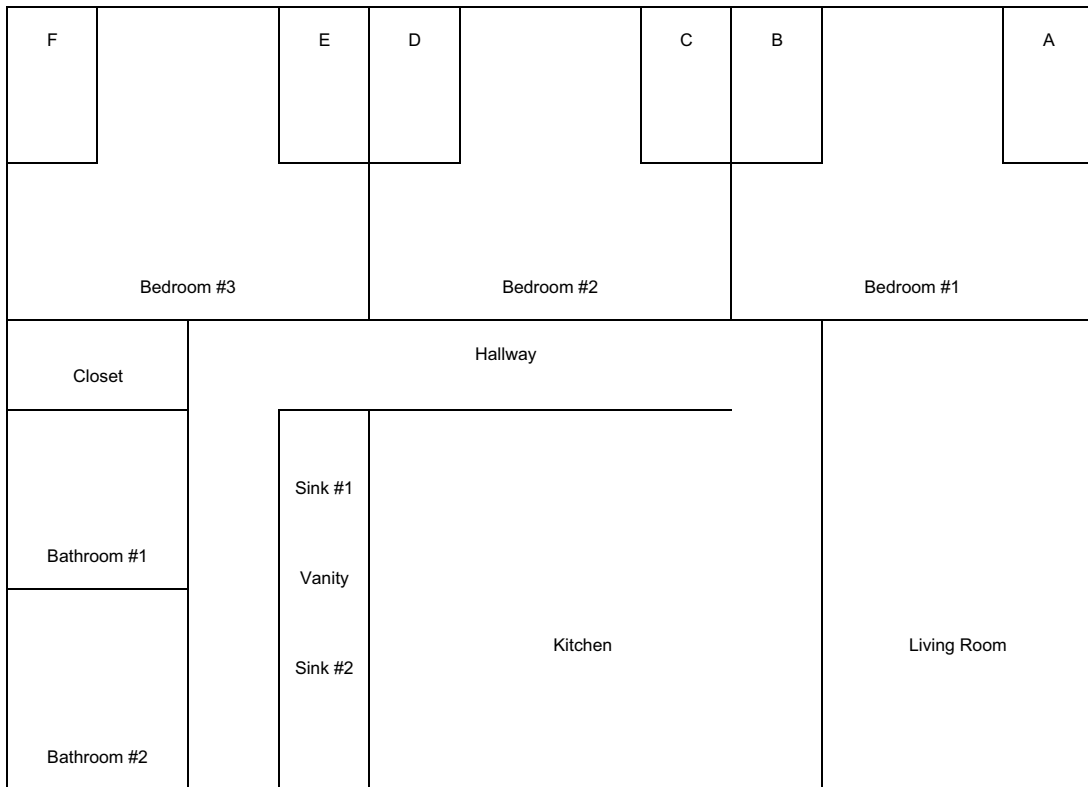 F
E
D
C
B
A
Bedroom #3
Bedroom #2
Bedroom #1
Hallway
Closet
Sink #1
Bathroom #1
Vanity
Kitchen
Living Room
Sink #2
Bathroom #2